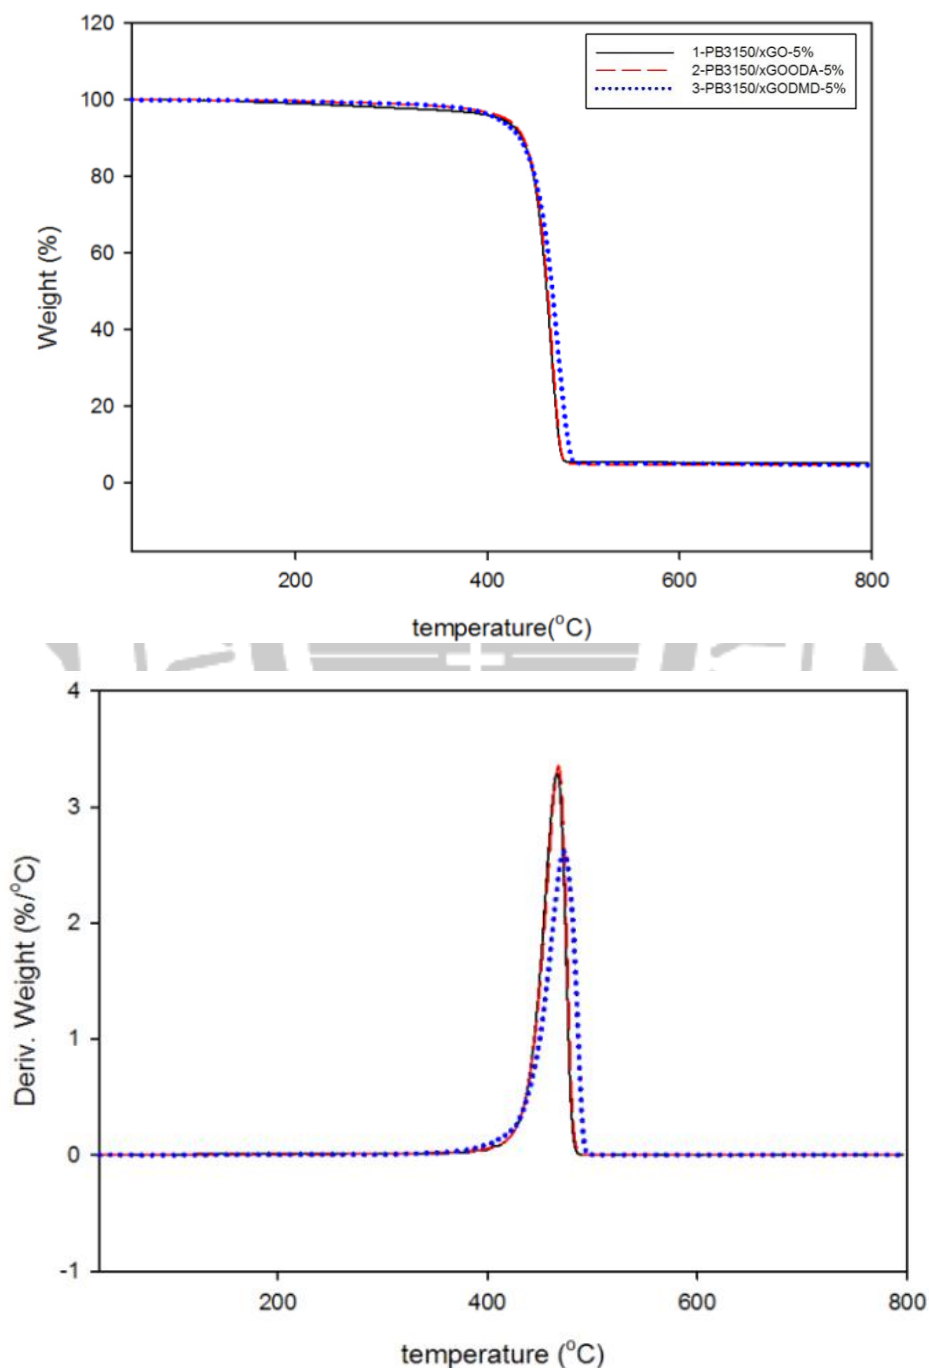 120
100
80
60
40
20
0
Weight (%)
1-PB3150/xGO-5%
2-PB3150/xGOODA-5%
3-PB3150/xGODMD-5%
200 400 600 800
temperature(°C)
4
3
2
1
0
-1
Deriv. Weight (%/°C)
200 400 600 800
temperature (°C)